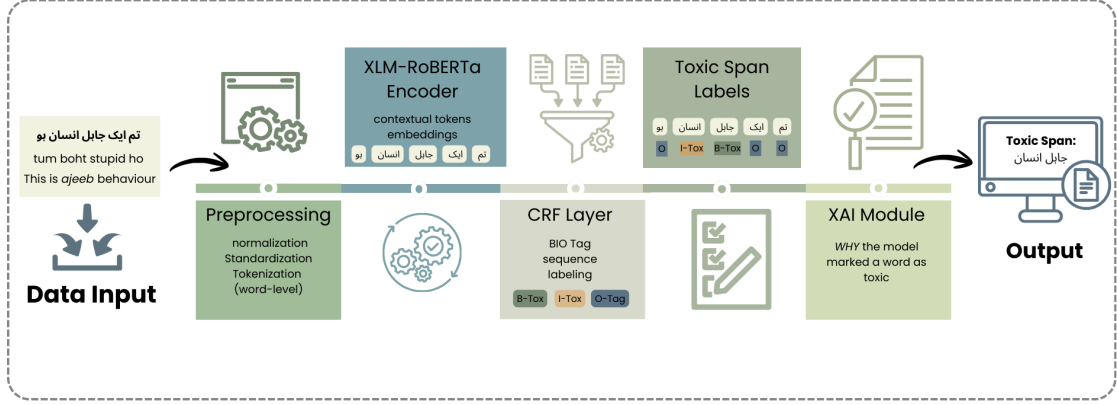 تم ایک جاہل انسان ہو
tum boht stupid ho
This is ajeeb behaviour
Data Input
Preprocessing
normalization
Standardization
Tokenization
(word-level)
XLM-RoBERTa
Encoder
contextual tokens
embeddings
تم ایک جاہل انسان ہو
CRF Layer
BIO Tag
sequence
labeling
B-Tox I-Tox O-Tag
Toxic Span
Labels
تم ایک جاہل انسان ہو
O I-Tox B-Tox O O
XAI Module
WHY the model
marked a word as
toxic
Toxic Span:
جاہل انسان
Output